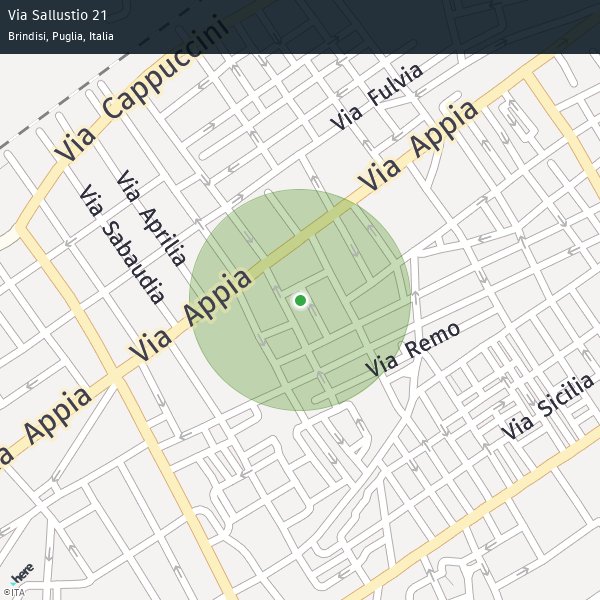 Via Sallustio 21
Brindisi, Puglia, Italia
Via Cappuccini
Via Fulvia
Via Appia
Via Aprilia
Via Sabaudia
Via Appia
Via Remo
Via Appia
Via Sicilia
here
©ITA